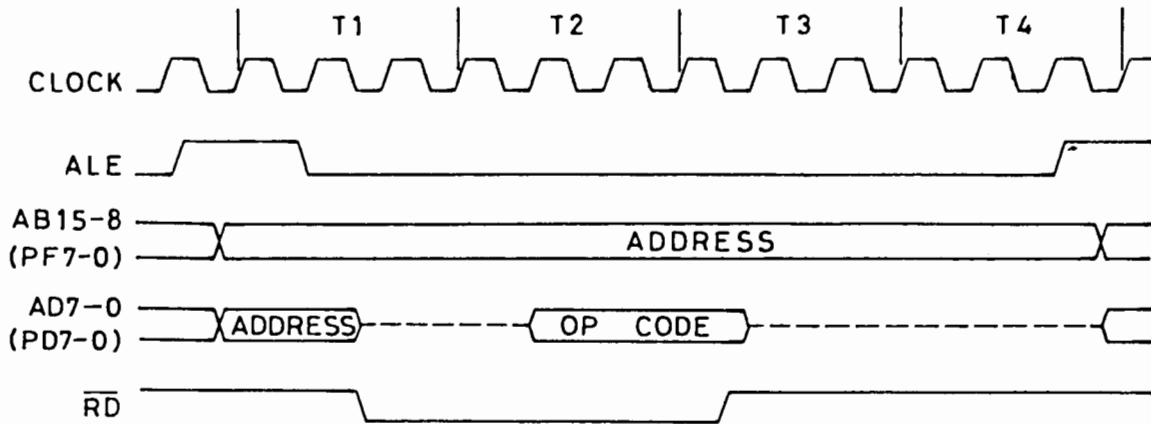 T1 T2 T3 T4
CLOCK
ALE
AB15-8
(PF7-0)
ADDRESS
AD7-0
(PD7-0)
ADDRESS
OP CODE
RD